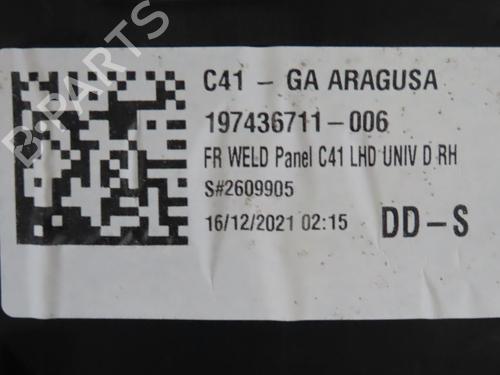 B-PARTS
C41 - GA ARAGUSA
197436711-006
FR WELD Panel C41 LHD UNIV D RH
S#2609905
16/12/2021 02:15 DD-S